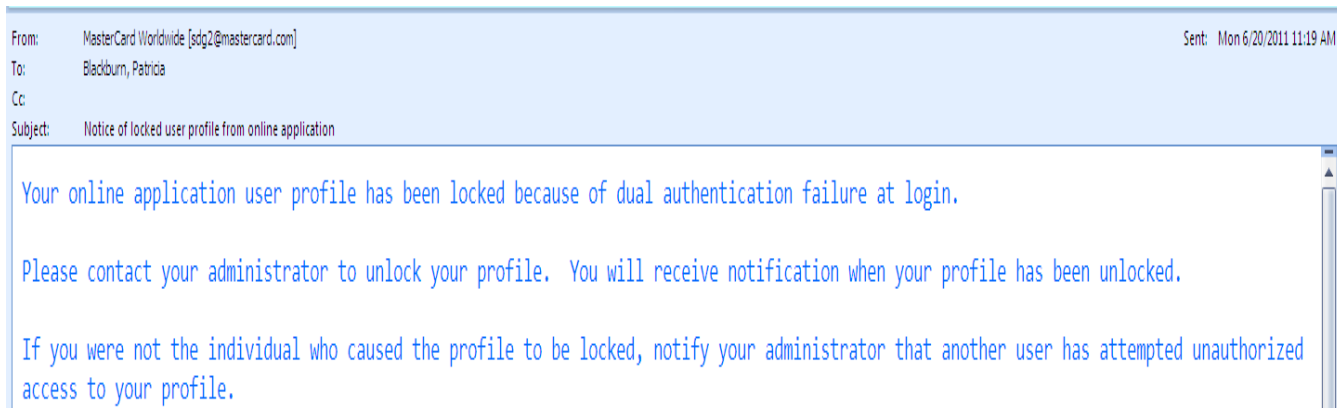 From: MasterCard Worldwide [sdg2@mastercard.com] Sent: Mon 6/20/2011 11:19 AM
To: Blackburn, Patricia
Cc:
Subject: Notice of locked user profile from online application
Your online application user profile has been locked because of dual authentication failure at login.
Please contact your administrator to unlock your profile.  You will receive notification when your profile has been unlocked.
If you were not the individual who caused the profile to be locked, notify your administrator that another user has attempted unauthorized
access to your profile.